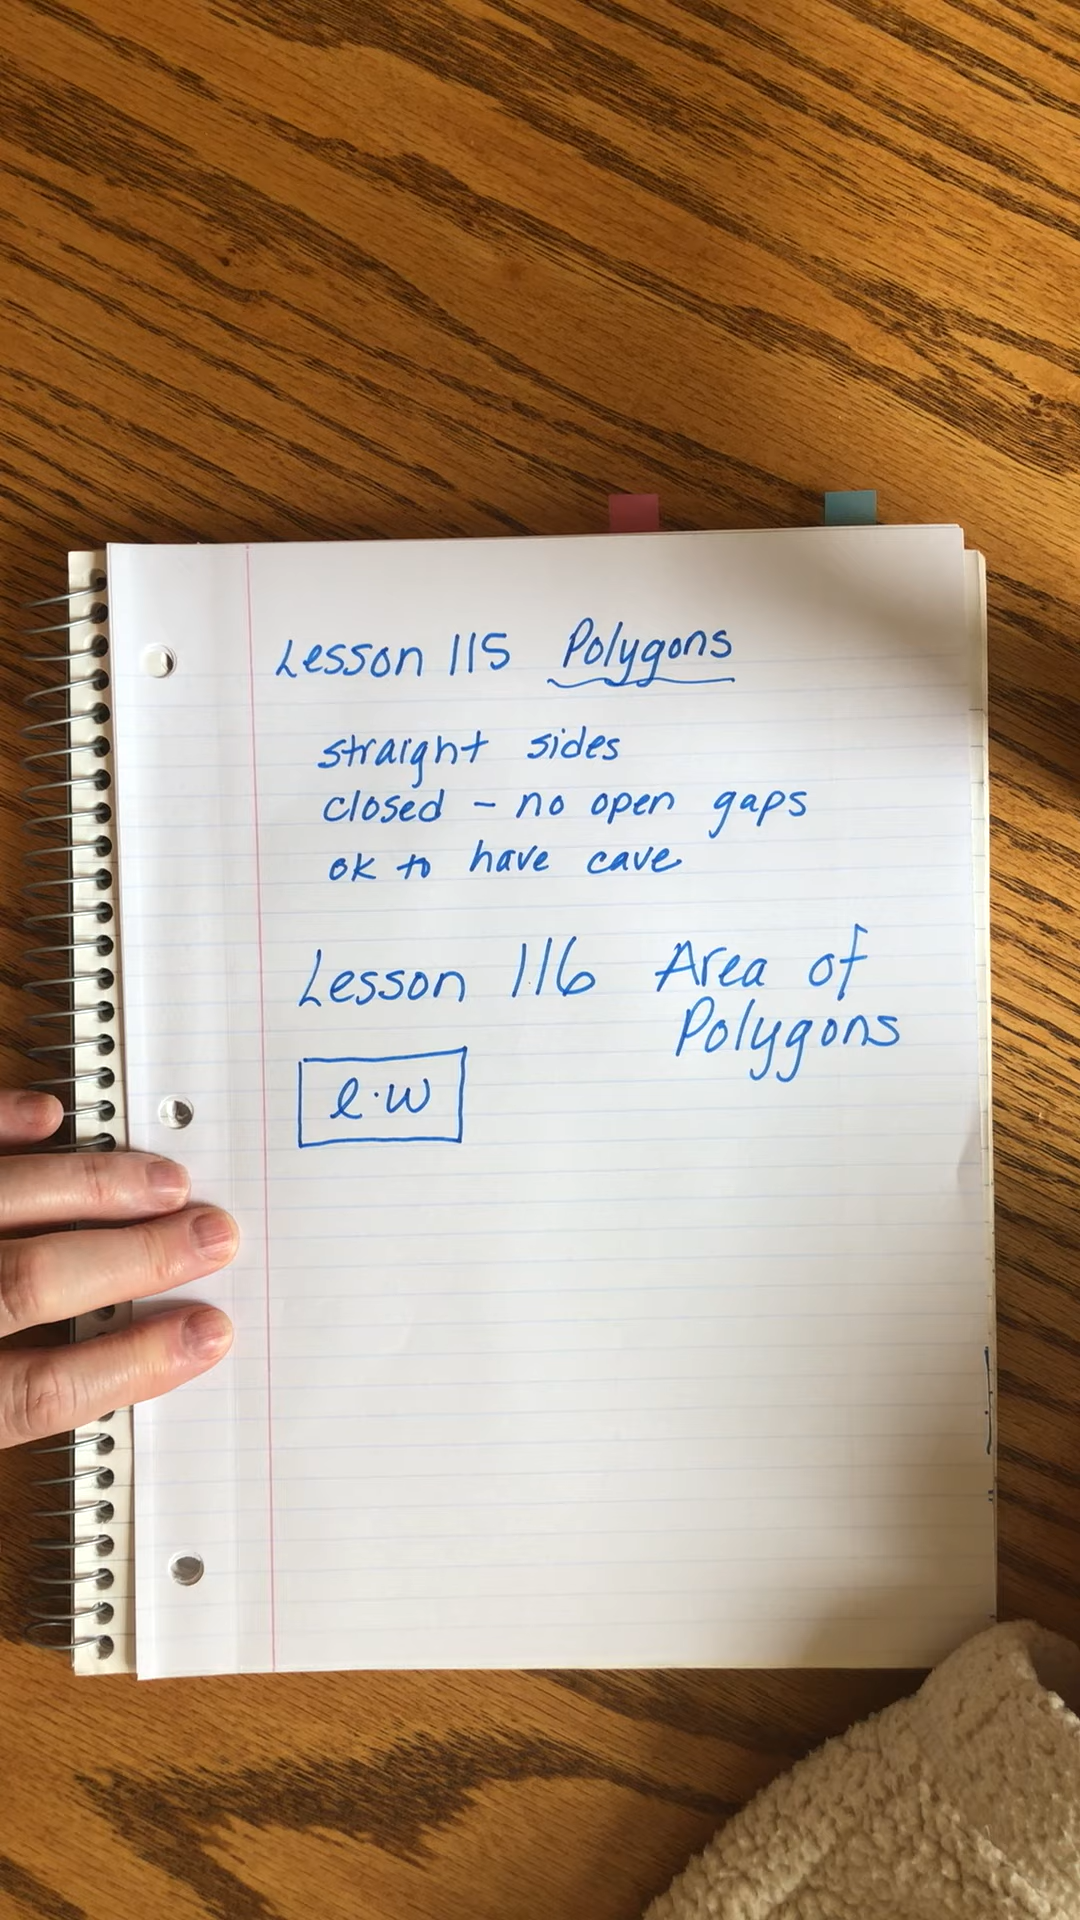 Lesson 115 Polygons
straight sides
closed - no open gaps
ok to have cave
Lesson 116 Area of
Polygons
l·w